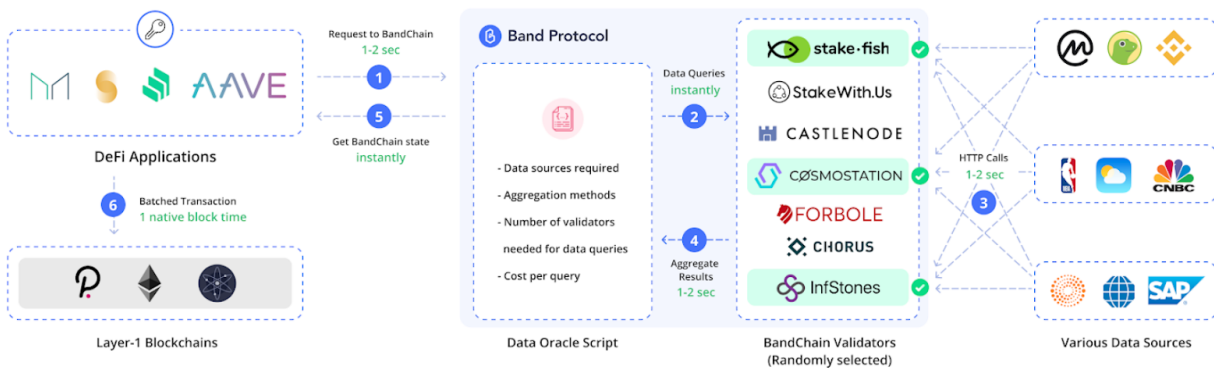 AAVE
DeFi Applications
Request to BandChain
1-2 sec
1
5
Get BandChain state
instantly
6
Batched Transaction
1 native block time
Layer-1 Blockchains
Band Protocol
- Data sources required
- Aggregation methods
- Number of validators
needed for data queries
- Cost per query
Data Oracle Script
Data Queries
instantly
2
4
Aggregate
Results
1-2 sec
stake·fish
StakeWith.Us
CASTLENODE
COSMOSTATION
FORBOLE
CHORUS
InfStones
BandChain Validators
(Randomly selected)
HTTP Calls
1-2 sec
3
NBA
CNBC
SAP
Various Data Sources